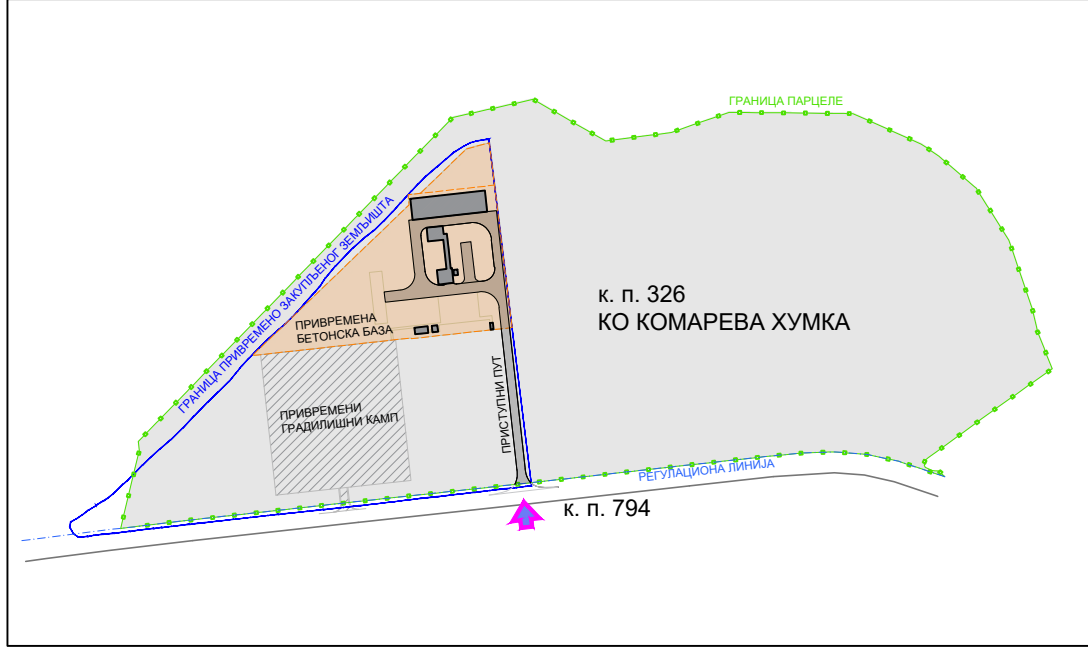 ГРАНИЦА ПАРЦЕЛЕ
ГРАНИЦА ПРИВРЕМЕНО ЗАКУПЉЕНОГ ЗЕМЉИШТА
к. п. 326
КО КОМАРЕВА ХУМКА
ПРИВРЕМЕНА
БЕТОНСКА БАЗА
ПРИВРЕМЕНИ
ГРАДИЛИШНИ КАМП
ПРИСТУПНИ ПУТ
РЕГУЛАЦИОНА ЛИНИЈА
к. п. 794